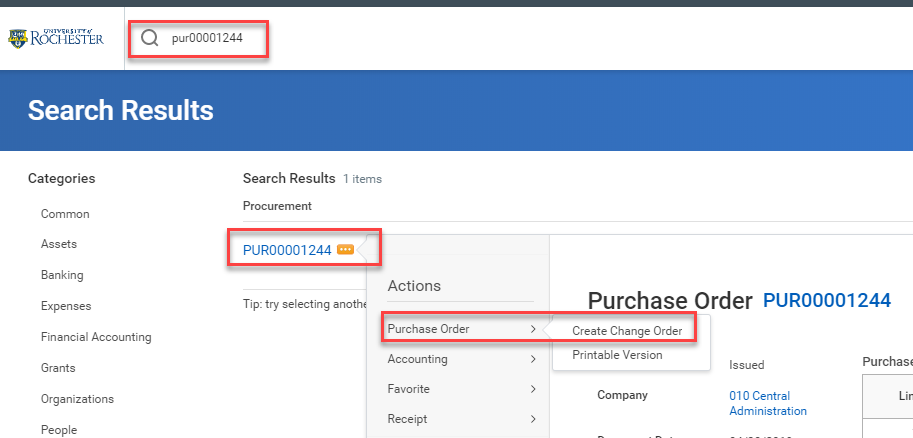 UNIVERSITY of
ROCHESTER
pur00001244
Search Results
Categories
Common
Assets
Banking
Expenses
Financial Accounting
Grants
Organizations
People
Search Results 1 items
Procurement
PUR00001244
Tip: try selecting anothe
Actions
Purchase Order
Accounting
Favorite
Receipt
Create Change Order
Printable Version
Purchase Order PUR00001244
Issued
Company 010 Central
Administration
Purchas
Lin